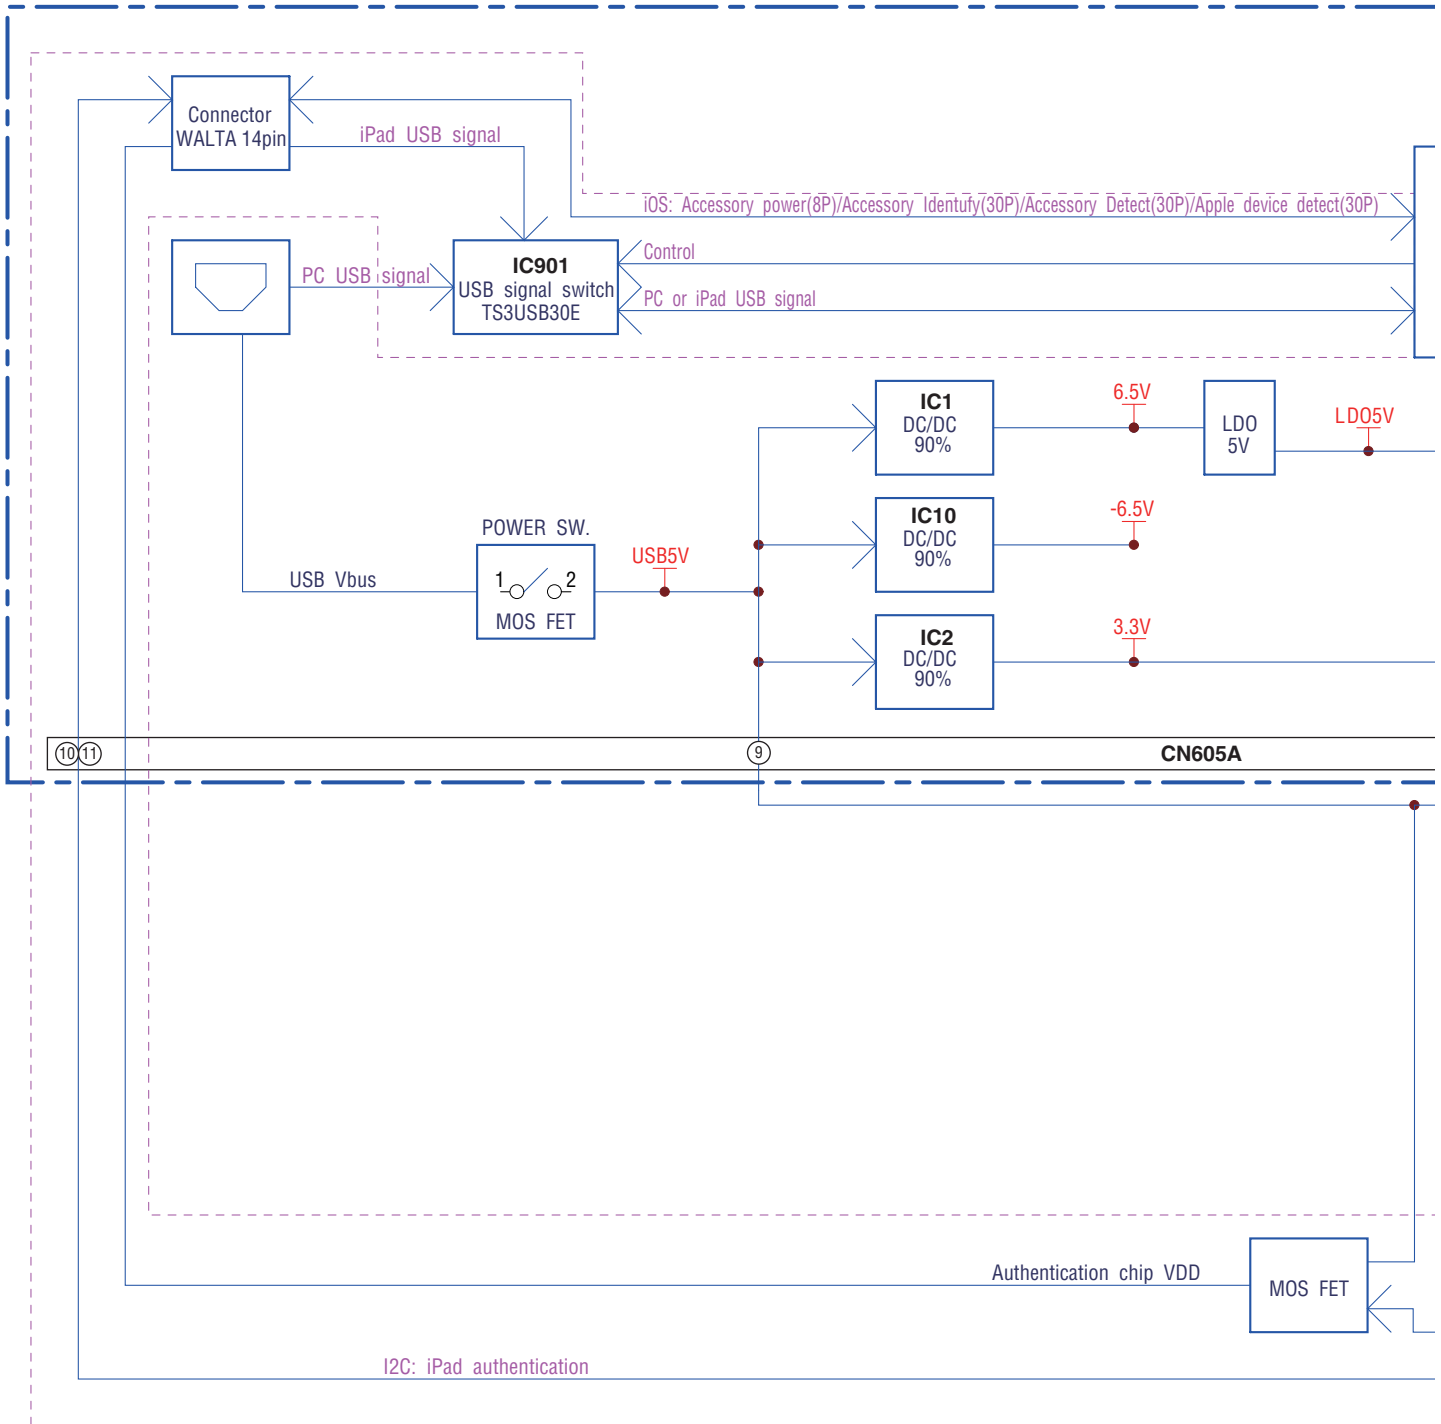 Connector
WALTA 14pin
iPad USB signal
iOS: Accessory power(8P)/Accessory Identufy(30P)/Accessory Detect(30P)/Apple device detect(30P)
Control
PC USB signal
IC901
USB signal switch
TS3USB30E
PC or iPad USB signal
IC1
DC/DC
90%
6.5V
LDO
5V
LDO5V
IC10
DC/DC
90%
-6.5V
POWER SW.
1 2
MOS FET
USB Vbus
USB5V
IC2
DC/DC
90%
3.3V
10 11
9
CN605A
Authentication chip VDD
MOS FET
I2C: iPad authentication